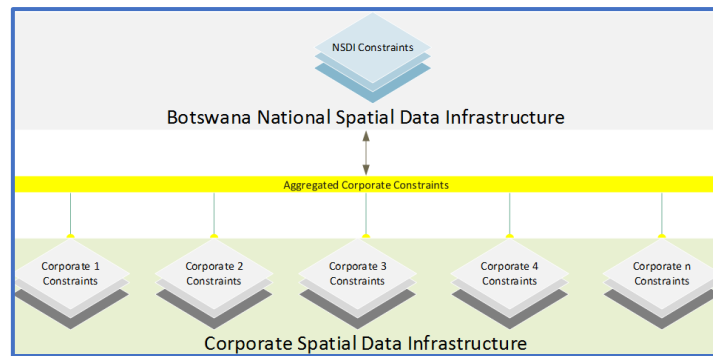 NSDI Constraints
Botswana National Spatial Data Infrastructure
Aggregated Corporate Constraints
Corporate 1
Constraints
Corporate 2
Constraints
Corporate 3
Constraints
Corporate 4
Constraints
Corporate n
Constraints
Corporate Spatial Data Infrastructure